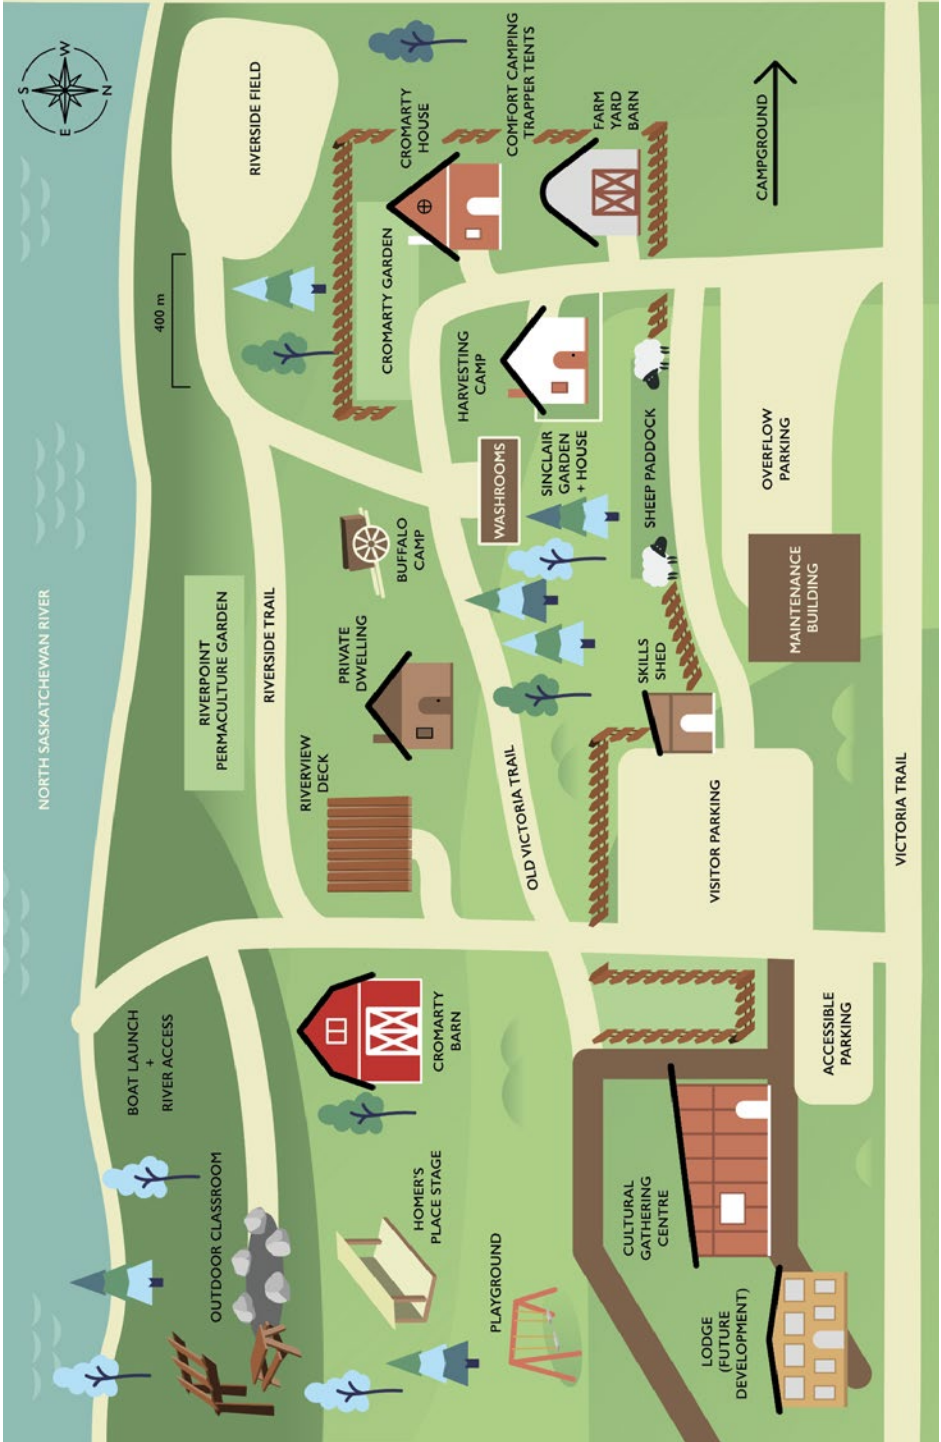 NORTH SASKATCHEWAN RIVER
S
W
E
N
BOAT LAUNCH
+
RIVER ACCESS
OUTDOOR CLASSROOM
RIVERPOINT
PERMACULTURE GARDEN
400 m
RIVERSIDE FIELD
RIVERSIDE TRAIL
RIVERVIEW
DECK
PRIVATE
DWELLING
BUFFALO
CAMP
CROMARTY GARDEN
CROMARTY
HOUSE
HOMER'S
PLACE STAGE
CROMARTY
BARN
PLAYGROUND
OLD VICTORIA TRAIL
HARVESTING
CAMP
WASHROOMS
COMFORT CAMPING
TRAPPER TENTS
SINCLAIR
GARDEN
+ HOUSE
FARM
YARD
BARN
CULTURAL
GATHERING
CENTRE
SKILLS
SHED
SHEEP PADDOCK
LODGE
(FUTURE
DEVELOPMENT)
VISITOR PARKING
MAINTENANCE
BUILDING
OVERFLOW
PARKING
CAMPGROUND
ACCESSIBLE
PARKING
VICTORIA TRAIL